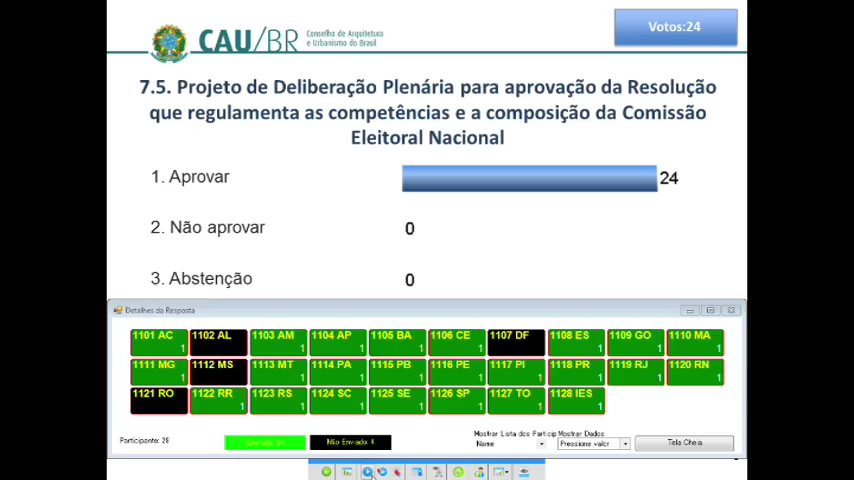 CAU/BR
Conselho de Arquitetura
e Urbanismo do Brasil
Votos:24
7.5. Projeto de Deliberação Plenária para aprovação da Resolução
que regulamenta as competências e a composição da Comissão
Eleitoral Nacional
1. Aprovar 24
2. Não aprovar 0
3. Abstenção 0
Detalhes da Resposta
1101 AC 1 1102 AL 1103 AM 1 1104 AP 1 1105 BA 1 1106 CE 1 1107 DF 1108 ES 1 1109 GO 1 1110 MA 1
1111 MG 1 1112 MS 1113 MT 1 1114 PA 1 1115 PB 1 1116 PE 1 1117 PI 1 1118 PR 1 1119 RJ 1 1120 RN 1
1121 RO 1122 RR 1 1123 RS 1 1124 SC 1 1125 SE 1 1126 SP 1 1127 TO 1 1128 IES 1
Mostrar Lista dos Particip Mostrar Dados
Participante: 28 Não Enviado 4 Name Pressione valor Tela Cheia